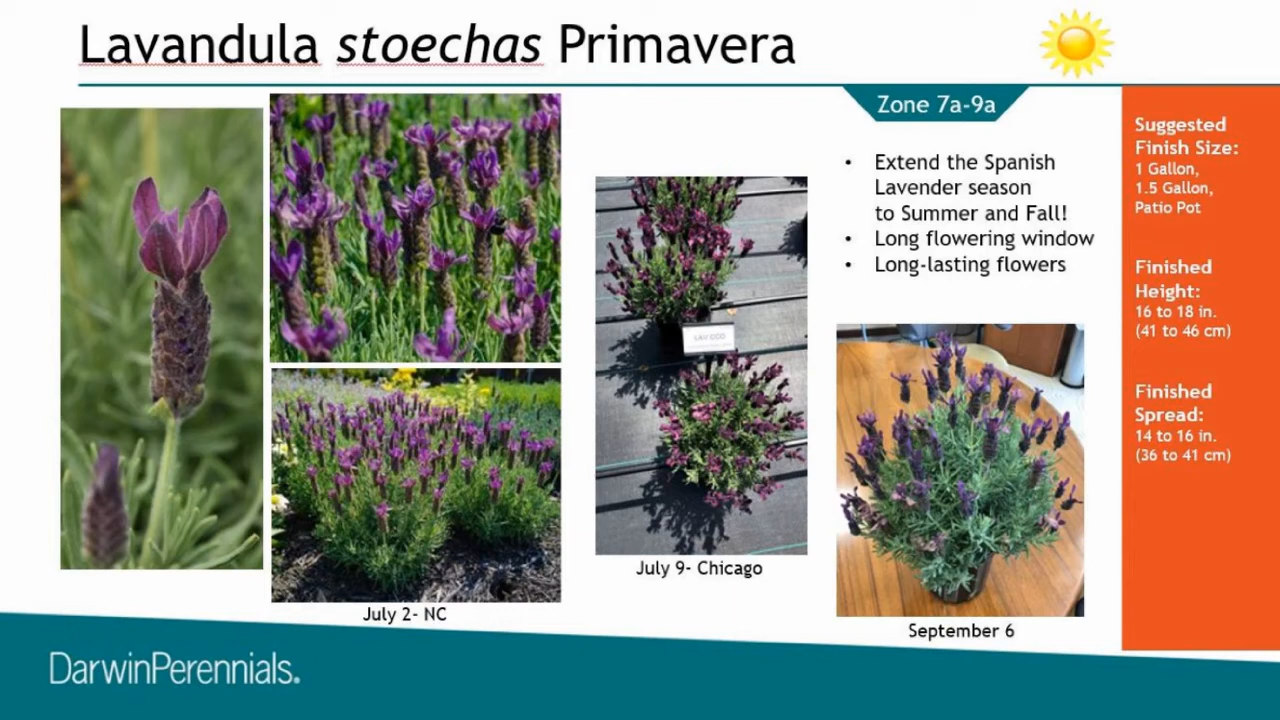 Lavandula stoechas Primavera
Zone 7a-9a
• Extend the Spanish
Lavender season
to Summer and Fall!
• Long flowering window
• Long-lasting flowers
Suggested
Finish Size:
1 Gallon,
1.5 Gallon,
Patio Pot
Finished
Height:
16 to 18 in.
(41 to 46 cm)
Finished
Spread:
14 to 16 in.
(36 to 41 cm)
July 2- NC
July 9- Chicago
September 6
DarwinPerennials.